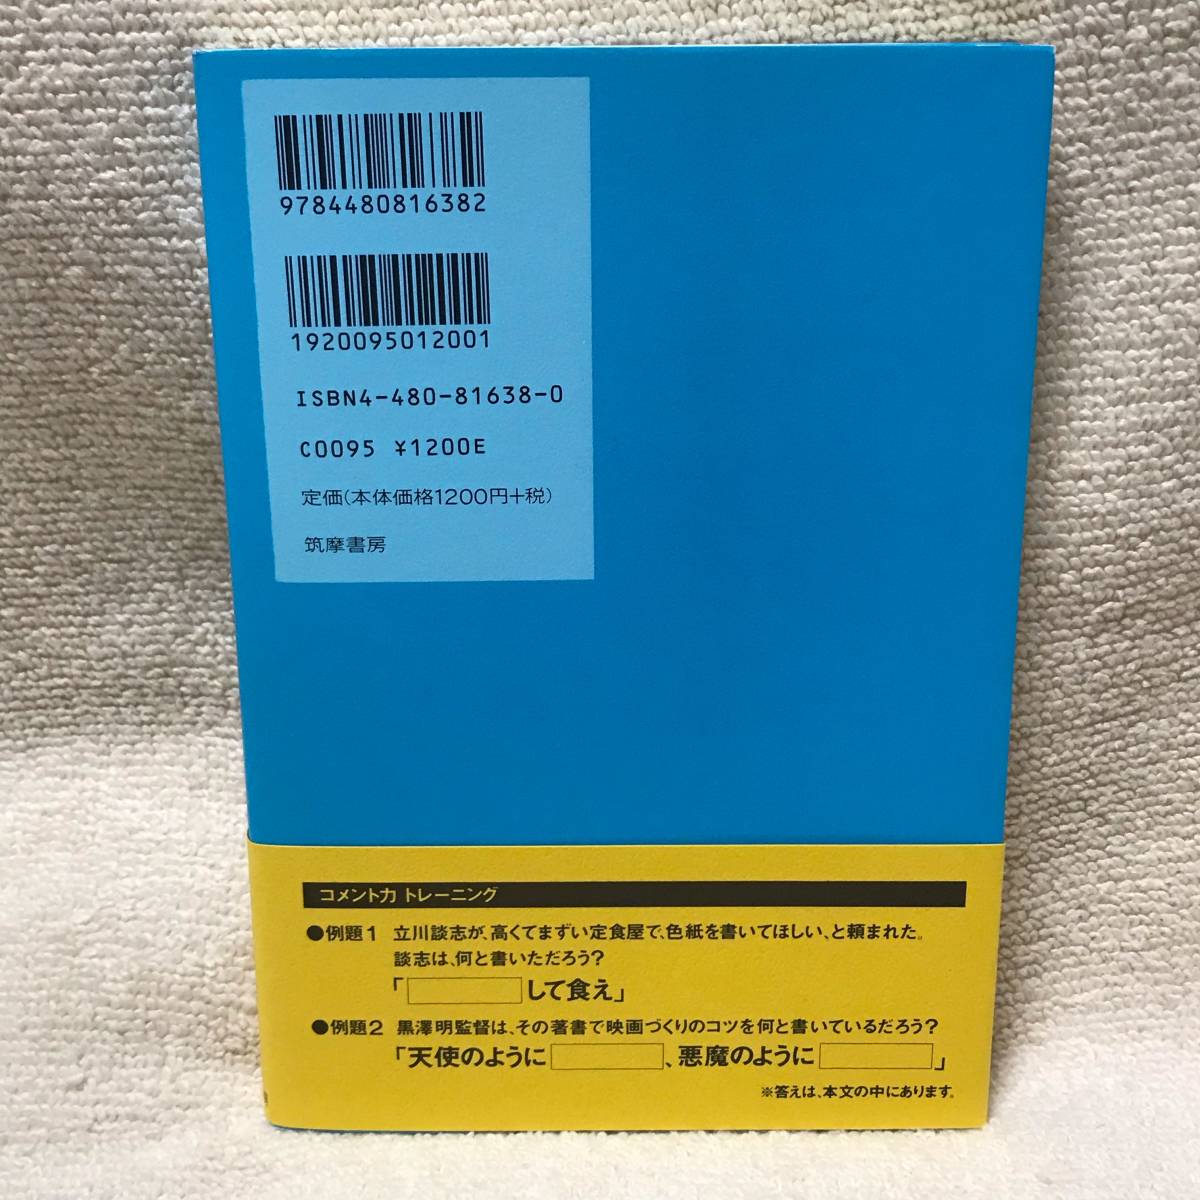 9784480816382
1920095012001
ISBN4-480-81638-0
C0095 ¥1200E
定価(本体価格1200円+税)
筑摩書房
コメント力 トレーニング
●例題1 立川談志が、高くてまずい定食屋で、色紙を書いてほしい、と頼まれた。
談志は、何と書いただろう?
「 して食え」
●例題2 黒澤明監督は、その著書で映画づくりのコツを何と書いているだろう?
「天使のように 、悪魔のように 」
※答えは、本文の中にあります。